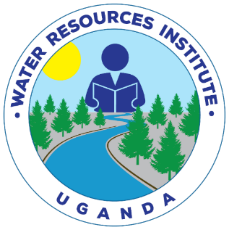 • WATER RESOURCES INSTITUTE •
UGANDA